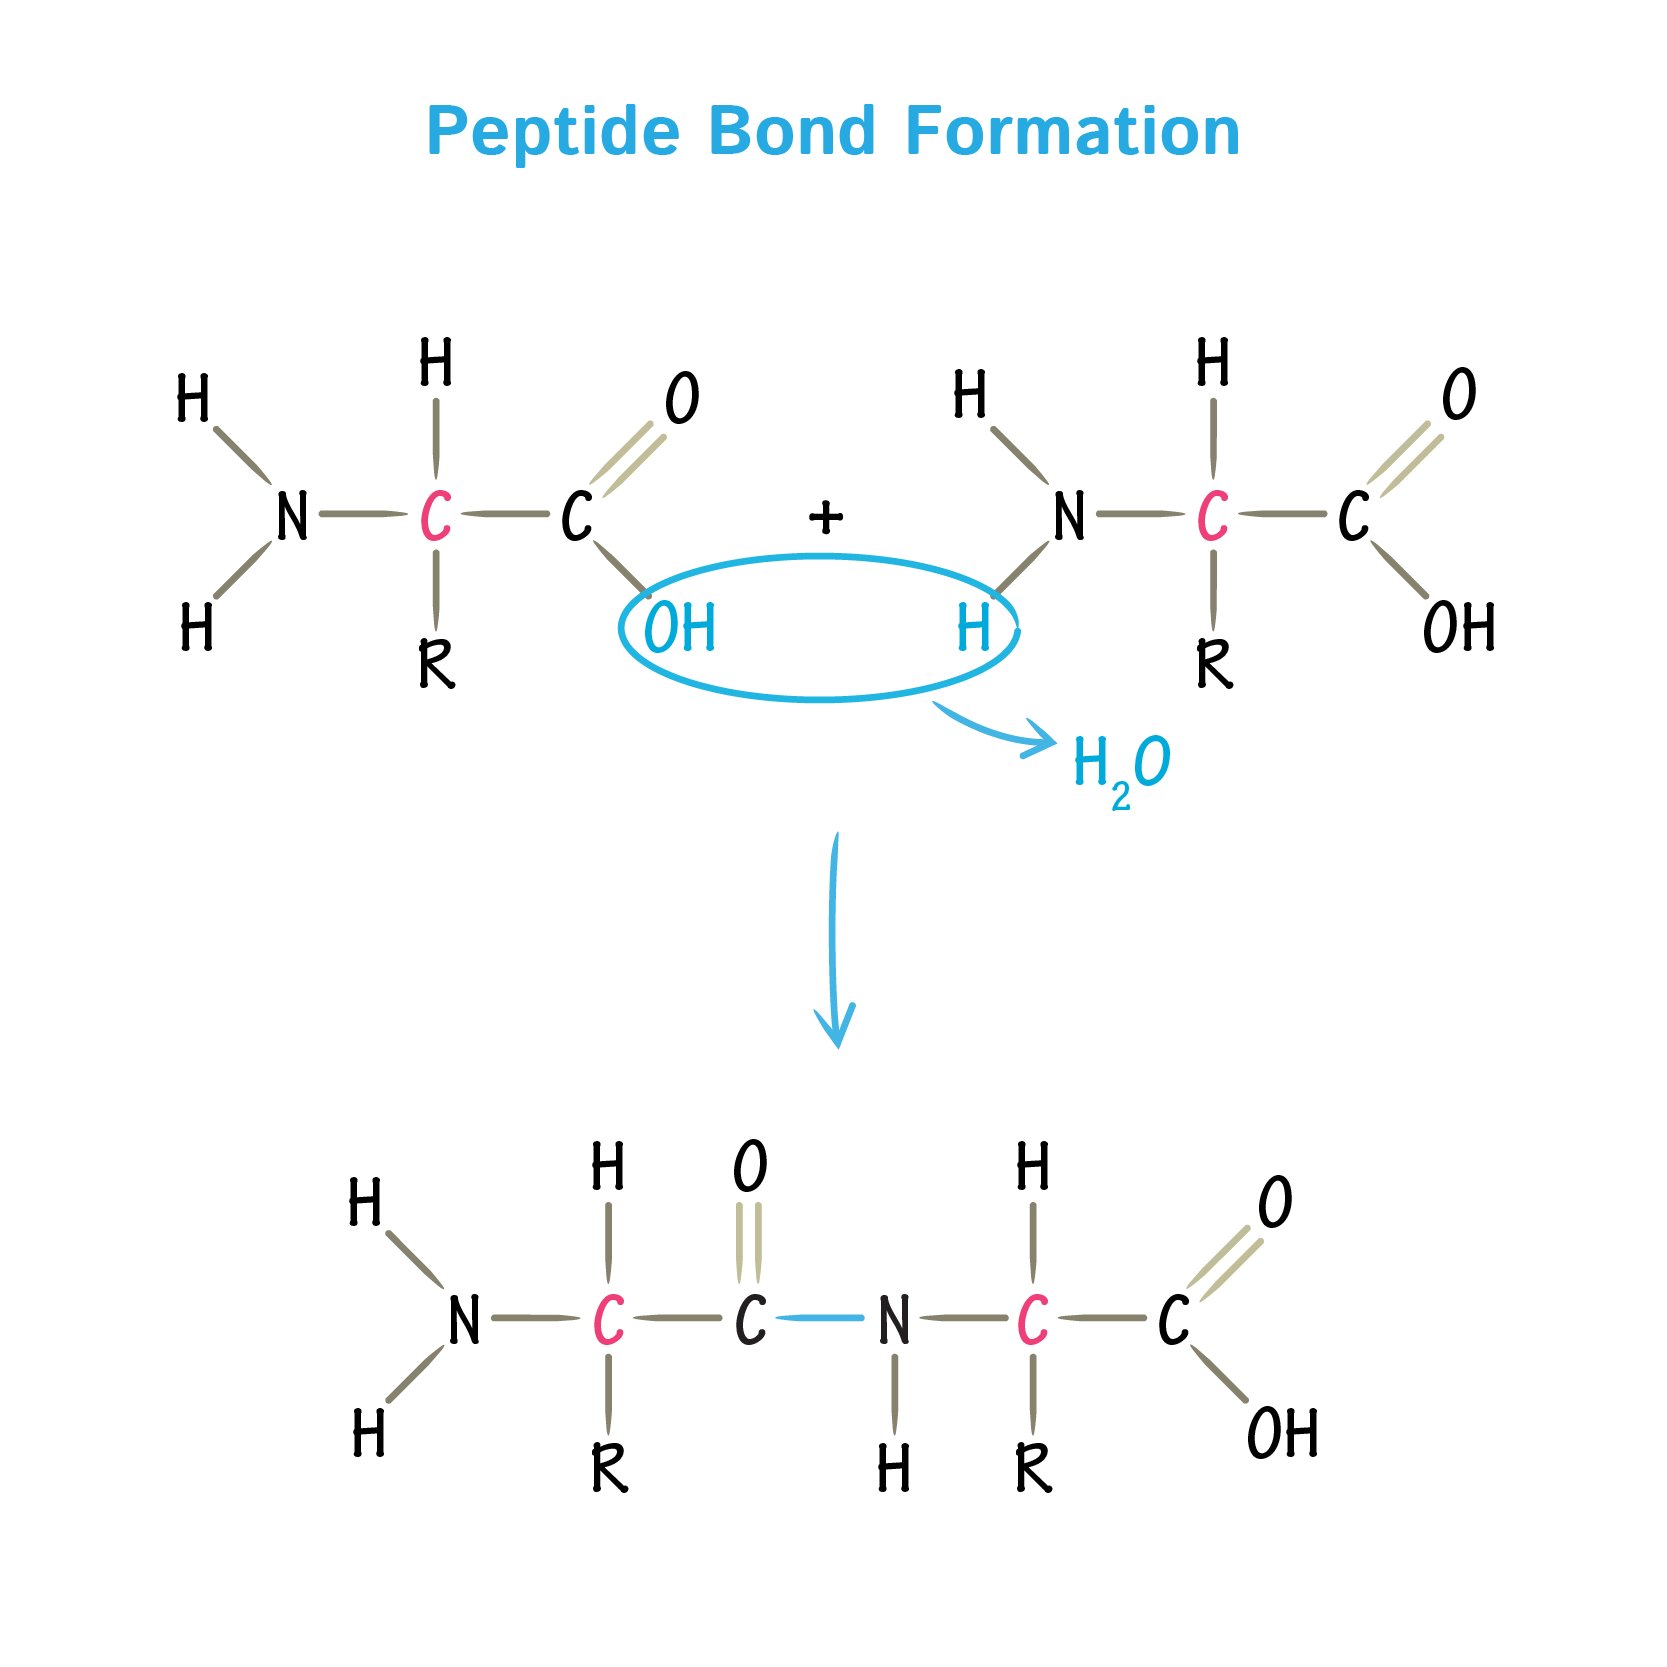 Peptide Bond Formation
H H O H H O
N C C + N C C
H R OH H R OH
H2O
H H O H O
N C C N C C
H R H R OH